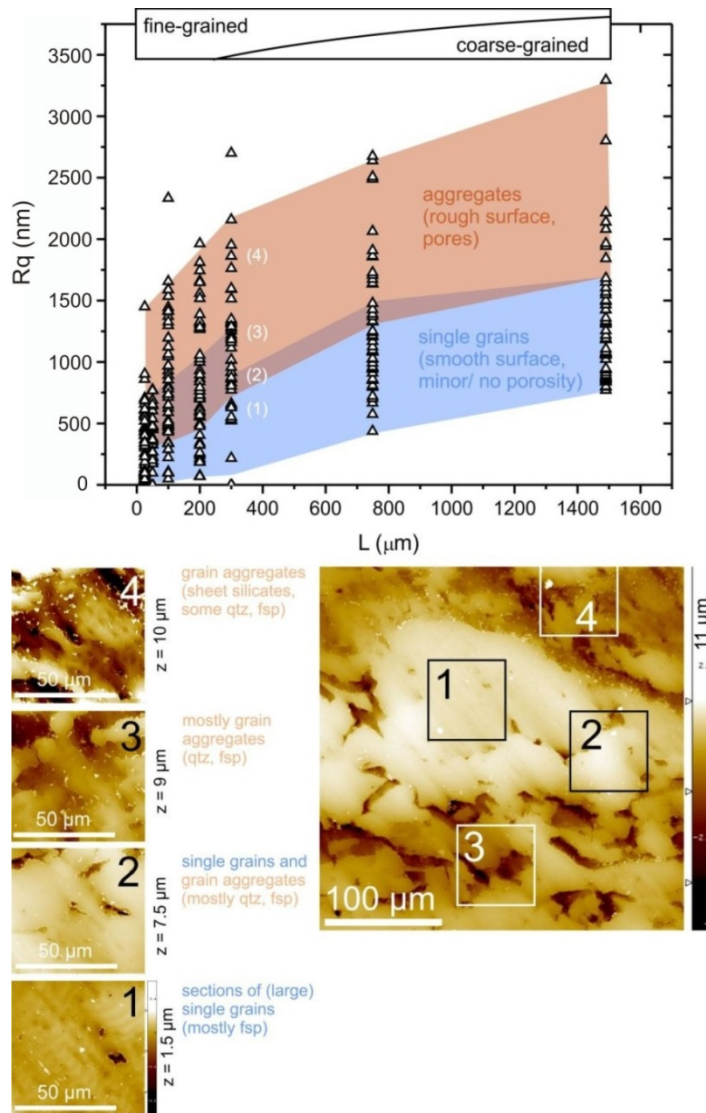 fine-grained
coarse-grained
3500
3000
2500
2000
1500
1000
500
0
Rq (nm)
aggregates
(rough surface,
pores)
(4)
(3)
(2)
(1)
single grains
(smooth surface,
minor/ no porosity)
0
200
400
600
800
1000
1200
1400
1600
L (μm)
4
50 μm
z = 10 μm
grain aggregates
(sheet silicates,
some qtz, fsp)
3
50 μm
z = 9 μm
mostly grain
aggregates
(qtz, fsp)
2
50 μm
z = 7.5 μm
single grains and
grain aggregates
(mostly qtz, fsp)
1
50 μm
z = 1.5 μm
sections of (large)
single grains
(mostly fsp)
4
1
2
3
100 μm
11 μm